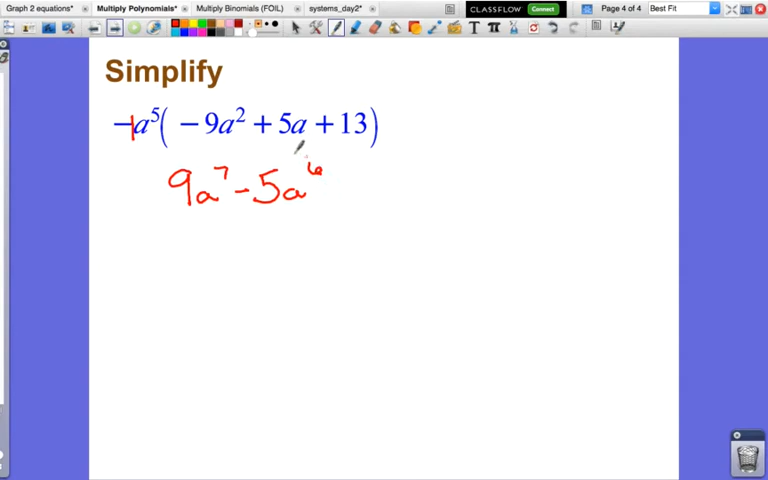 Graph 2 equations* Multiply Polynomials* Multiply Binomials (FOIL) systems_day2* CLASSFLOW Connect Page 4 of 4 Best Fit
Simplify
−1a⁵( − 9a² + 5a + 13)
9a⁷ - 5a⁶